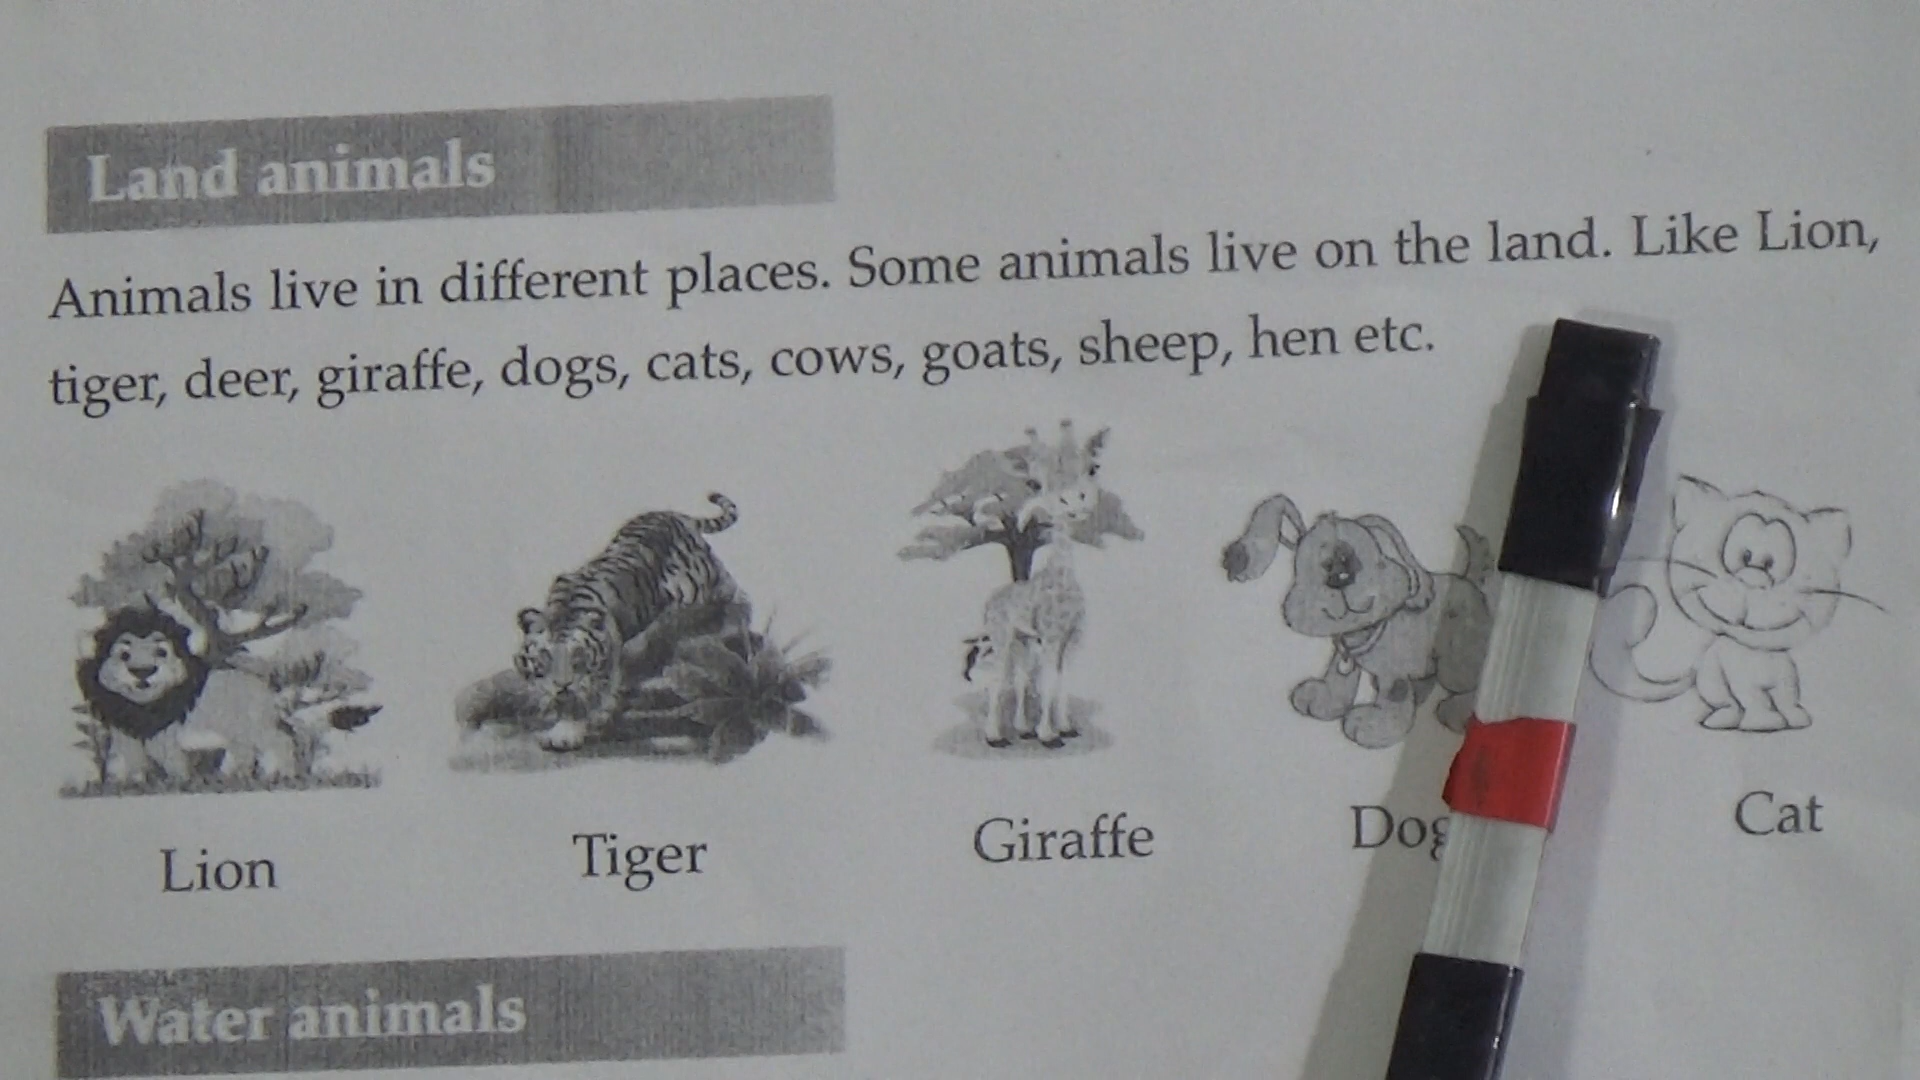 Land animals
Animals live in different places. Some animals live on the land. Like Lion,
tiger, deer, giraffe, dogs, cats, cows, goats, sheep, hen etc.
Lion Tiger Giraffe Dog Cat
Water animals